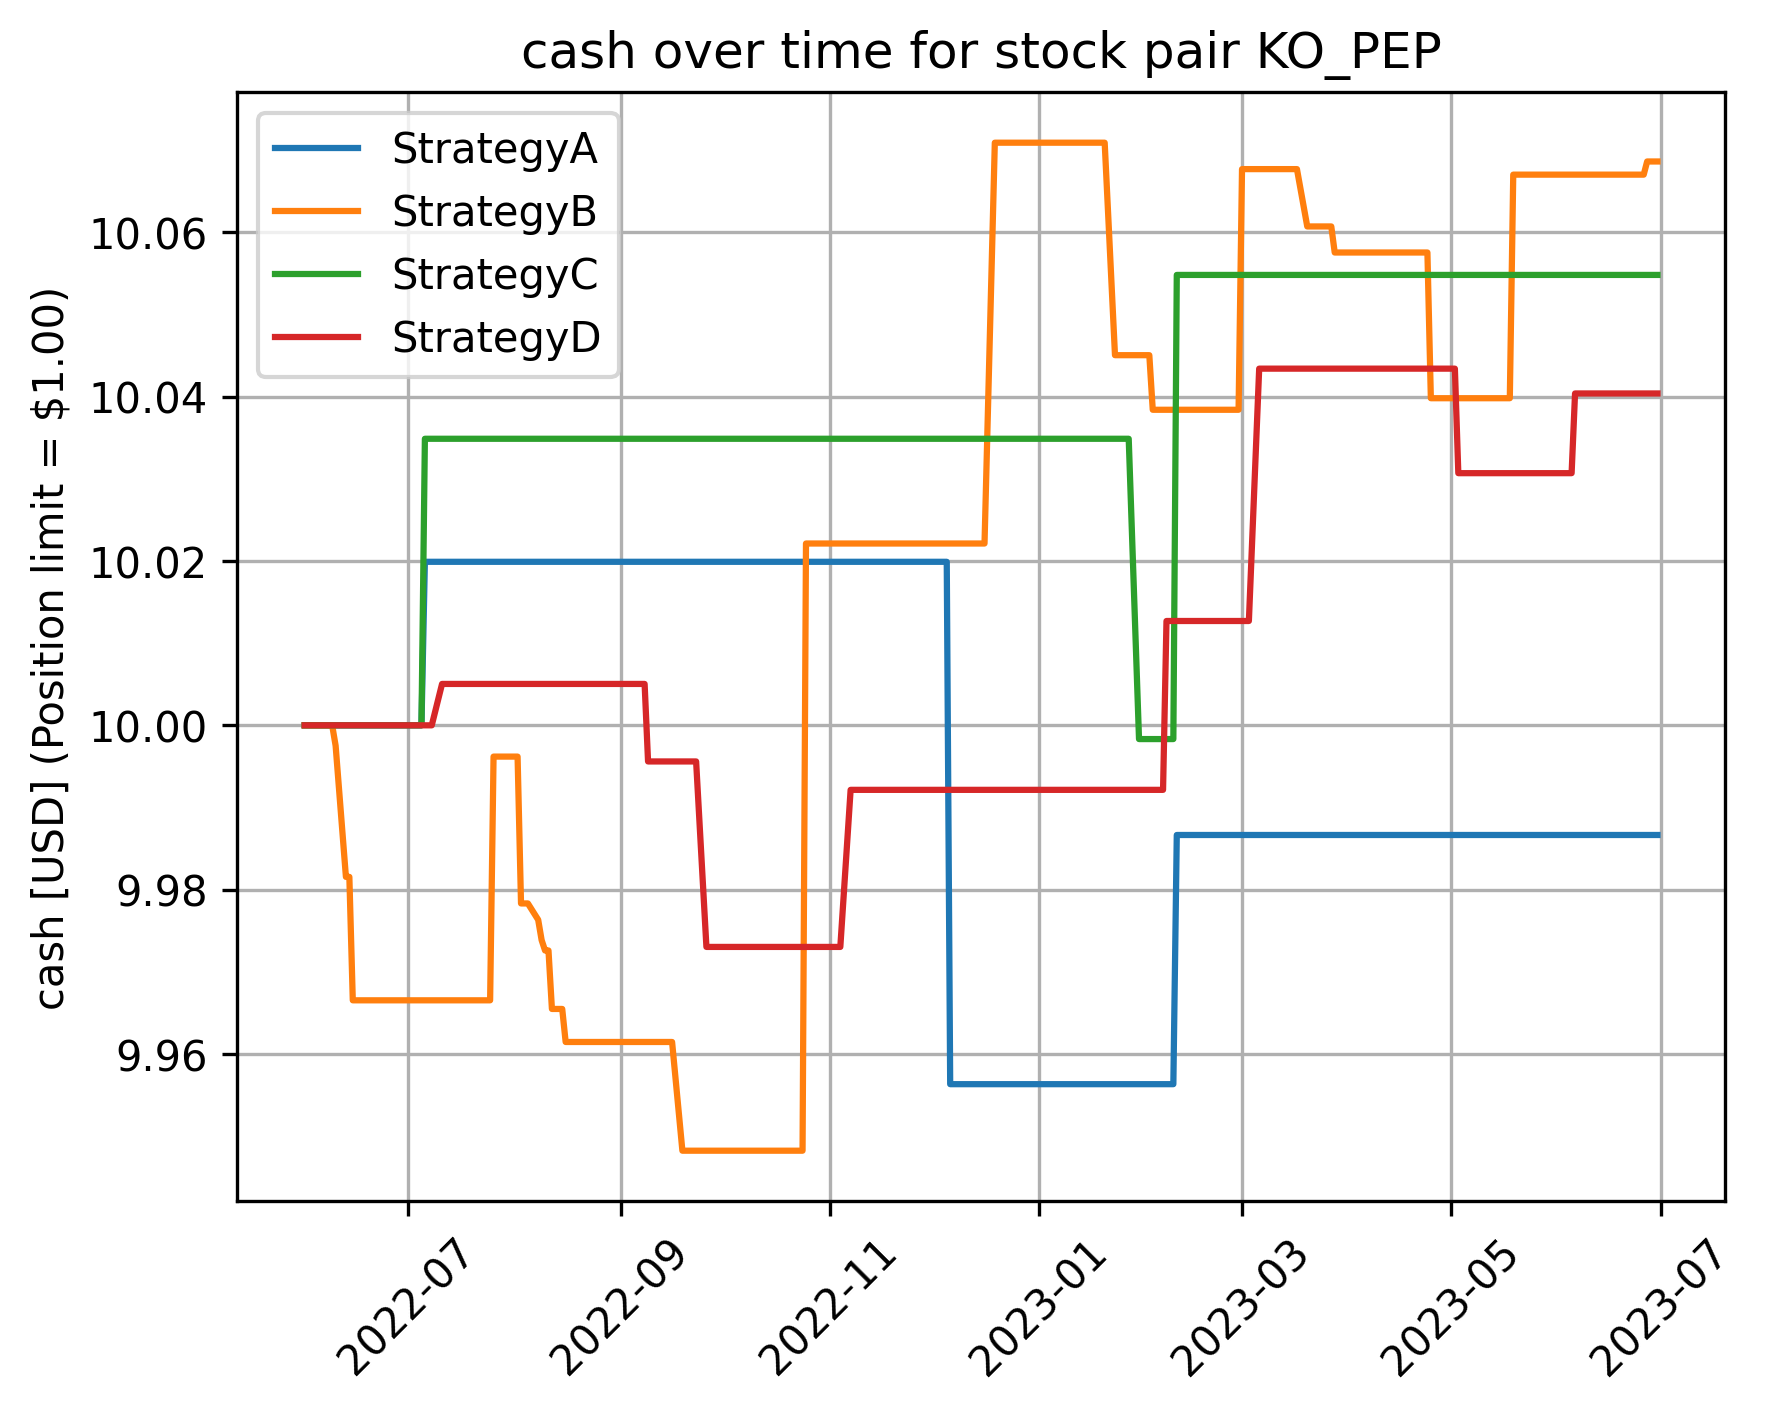 cash over time for stock pair KO_PEP
StrategyA
StrategyB
StrategyC
StrategyD
cash [USD] (Position limit = $1.00)
10.06
10.04
10.02
10.00
9.98
9.96
2022-07
2022-09
2022-11
2023-01
2023-03
2023-05
2023-07